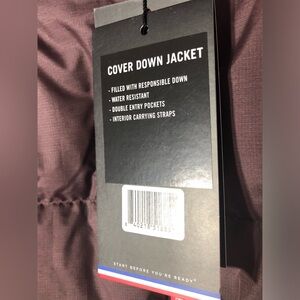 COVER DOWN JACKET
- FILLED WITH RESPONSIBLE DOWN
- WATER RESISTANT
- DOUBLE ENTRY POCKETS
- INTERIOR CARRYING STRAPS
START BEFORE YOU'RE READY®